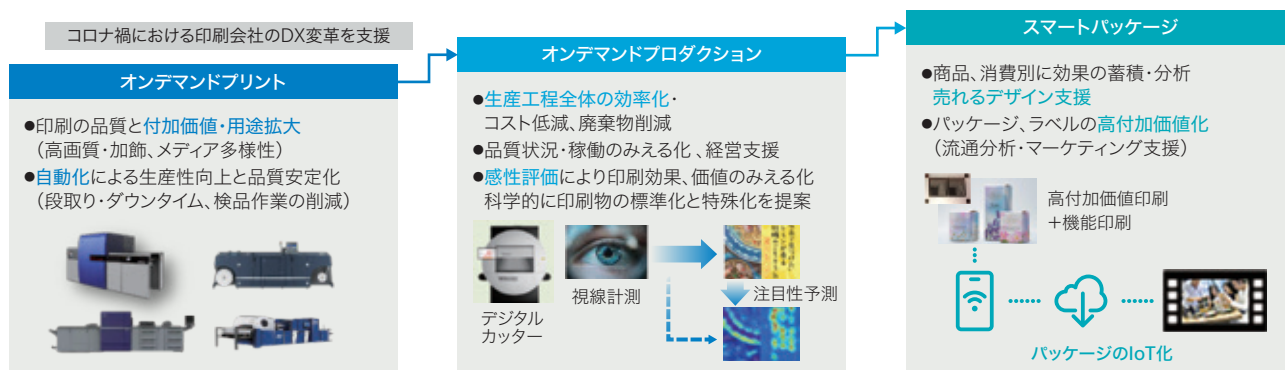 コロナ禍における印刷会社のDX変革を支援
オンデマンドプリント
●印刷の品質と付加価値・用途拡大
（高画質・加飾、メディア多様性）
●自動化による生産性向上と品質安定化
（段取り・ダウンタイム、検品作業の削減）
オンデマンドプロダクション
●生産工程全体の効率化・
コスト低減、廃棄物削減
●品質状況・稼働のみえる化、経営支援
●感性評価により印刷効果、価値のみえる化
科学的に印刷物の標準化と特殊化を提案
デジタル
カッター
視線計測
注目性予測
スマートパッケージ
●商品、消費別に効果の蓄積・分析
売れるデザイン支援
●パッケージ、ラベルの高付加価値化
（流通分析・マーケティング支援）
高付加価値印刷
＋機能印刷
パッケージのIoT化